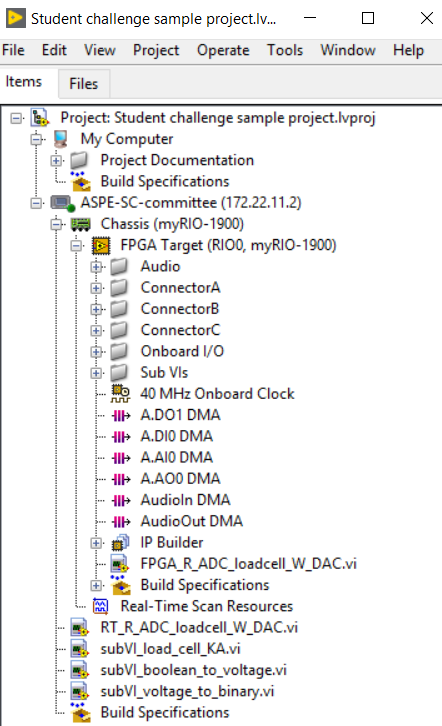 Student challenge sample project.lv...
File Edit View Project Operate Tools Window Help
Items Files
Project: Student challenge sample project.lvproj
My Computer
Project Documentation
Build Specifications
ASPE-SC-committee (172.22.11.2)
Chassis (myRIO-1900)
FPGA Target (RIO0, myRIO-1900)
Audio
ConnectorA
ConnectorB
ConnectorC
Onboard I/O
Sub VIs
40 MHz Onboard Clock
A.DO1 DMA
A.DI0 DMA
A.AI0 DMA
A.AO0 DMA
AudioIn DMA
AudioOut DMA
IP Builder
FPGA_R_ADC_loadcell_W_DAC.vi
Build Specifications
Real-Time Scan Resources
RT_R_ADC_loadcell_W_DAC.vi
subVI_load_cell_KA.vi
subVI_boolean_to_voltage.vi
subVI_voltage_to_binary.vi
Build Specifications